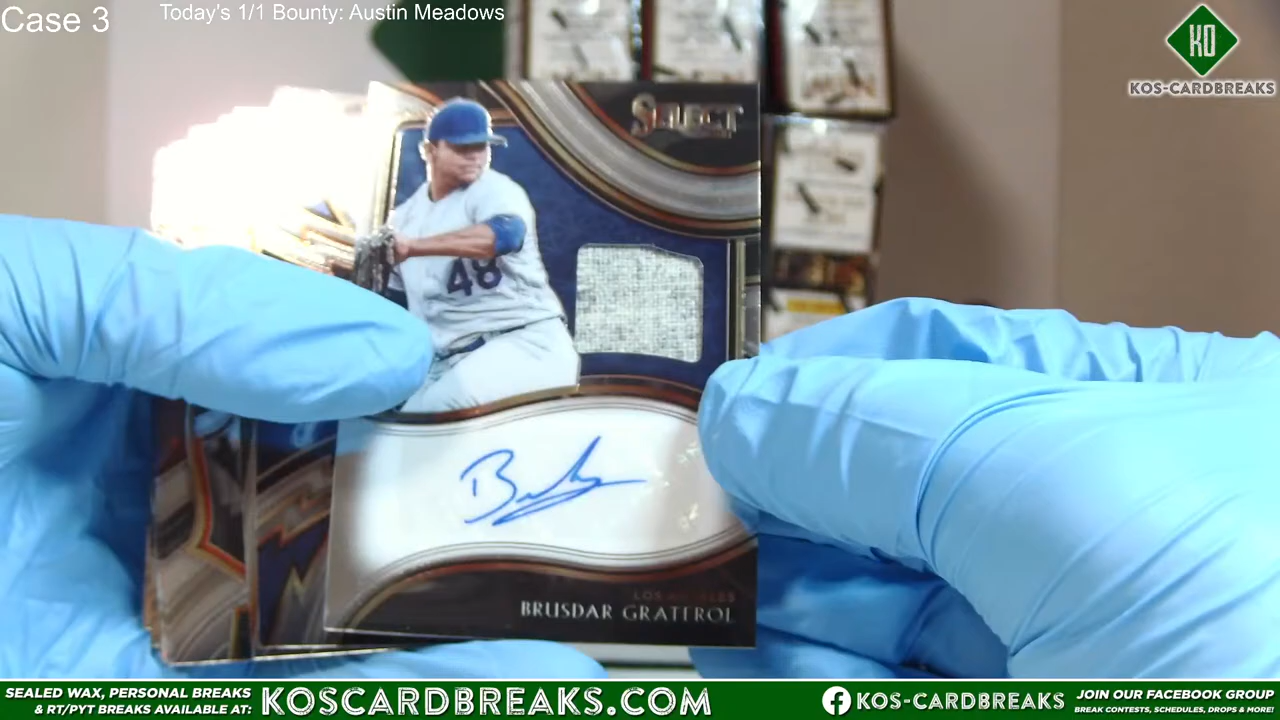 Case 3
Today's 1/1 Bounty: Austin Meadows
KO
KOS-CARDBREAKS
SELECT
48
LOS ANGELES
BRUSDAR GRATEROL
SEALED WAX, PERSONAL BREAKS
& RT/PYT BREAKS AVAILABLE AT:
KOSCARDBREAKS.COM
KOS-CARDBREAKS
JOIN OUR FACEBOOK GROUP
BREAK CONTESTS, SCHEDULES, DROPS & MORE!